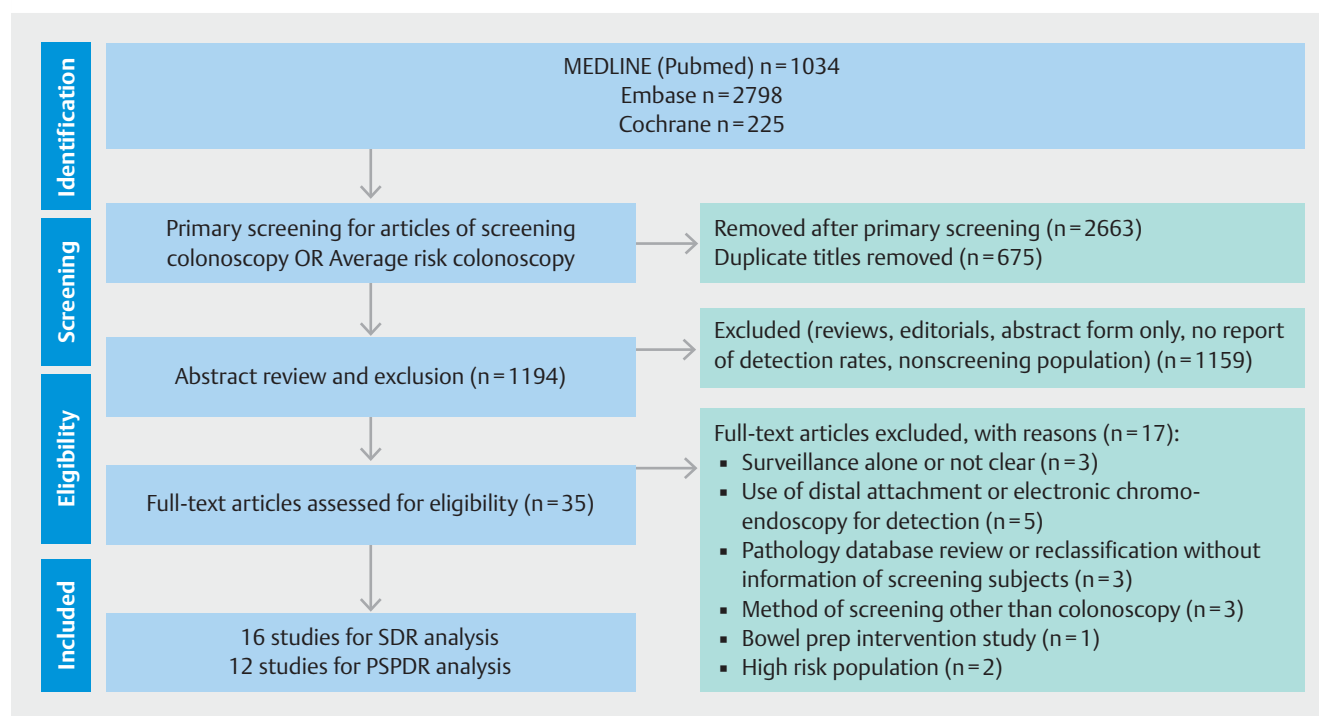 Identification
MEDLINE (Pubmed) n=1034
Embase n=2798
Cochrane n=225
Screening
Primary screening for articles of screening
colonoscopy OR Average risk colonoscopy
Removed after primary screening (n=2663)
Duplicate titles removed (n=675)
Abstract review and exclusion (n=1194)
Excluded (reviews, editorials, abstract form only, no report
of detection rates, nonscreening population) (n=1159)
Eligibility
Full-text articles assessed for eligibility (n=35)
Full-text articles excluded, with reasons (n=17):
▪ Surveillance alone or not clear (n=3)
▪ Use of distal attachment or electronic chromo-
endoscopy for detection (n=5)
▪ Pathology database review or reclassification without
information of screening subjects (n=3)
▪ Method of screening other than colonoscopy (n=3)
▪ Bowel prep intervention study (n=1)
▪ High risk population (n=2)
Included
16 studies for SDR analysis
12 studies for PSPDR analysis